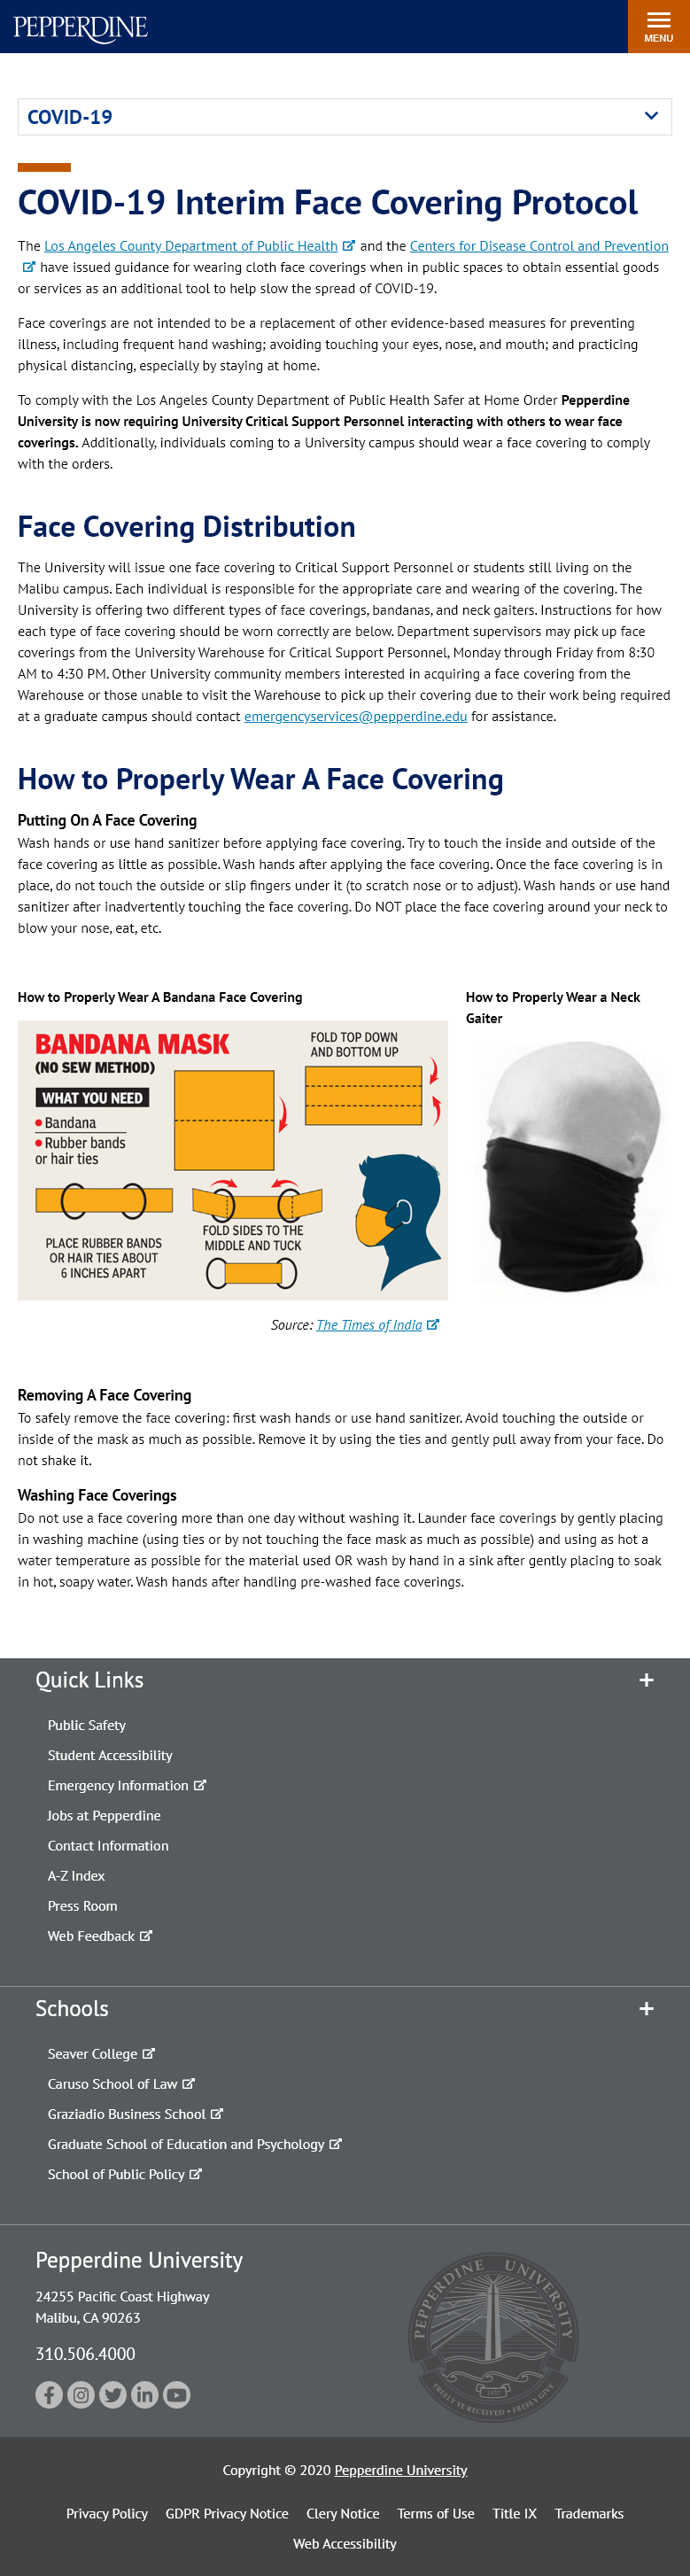 PEPPERDINE
MENU
COVID-19
COVID-19 Interim Face Covering Protocol
The Los Angeles County Department of Public Health and the Centers for Disease Control and Prevention
have issued guidance for wearing cloth face coverings when in public spaces to obtain essential goods
or services as an additional tool to help slow the spread of COVID-19.
Face coverings are not intended to be a replacement of other evidence-based measures for preventing
illness, including frequent hand washing; avoiding touching your eyes, nose, and mouth; and practicing
physical distancing, especially by staying at home.
To comply with the Los Angeles County Department of Public Health Safer at Home Order Pepperdine
University is now requiring University Critical Support Personnel interacting with others to wear face
coverings. Additionally, individuals coming to a University campus should wear a face covering to comply
with the orders.
Face Covering Distribution
The University will issue one face covering to Critical Support Personnel or students still living on the
Malibu campus. Each individual is responsible for the appropriate care and wearing of the covering. The
University is offering two different types of face coverings, bandanas, and neck gaiters. Instructions for how
each type of face covering should be worn correctly are below. Department supervisors may pick up face
coverings from the University Warehouse for Critical Support Personnel, Monday through Friday from 8:30
AM to 4:30 PM. Other University community members interested in acquiring a face covering from the
Warehouse or those unable to visit the Warehouse to pick up their covering due to their work being required
at a graduate campus should contact emergencyservices@pepperdine.edu for assistance.
How to Properly Wear A Face Covering
Putting On A Face Covering
Wash hands or use hand sanitizer before applying face covering. Try to touch the inside and outside of the
face covering as little as possible. Wash hands after applying the face covering. Once the face covering is in
place, do not touch the outside or slip fingers under it (to scratch nose or to adjust). Wash hands or use hand
sanitizer after inadvertently touching the face covering. Do NOT place the face covering around your neck to
blow your nose, eat, etc.
How to Properly Wear A Bandana Face Covering
BANDANA MASK
(NO SEW METHOD)
WHAT YOU NEED
Bandana
Rubber bands
or hair ties
FOLD TOP DOWN
AND BOTTOM UP
PLACE RUBBER BANDS
OR HAIR TIES ABOUT
6 INCHES APART
FOLD SIDES TO THE
MIDDLE AND TUCK
Source: The Times of India
How to Properly Wear a Neck
Gaiter
Removing A Face Covering
To safely remove the face covering: first wash hands or use hand sanitizer. Avoid touching the outside or
inside of the mask as much as possible. Remove it by using the ties and gently pull away from your face. Do
not shake it.
Washing Face Coverings
Do not use a face covering more than one day without washing it. Launder face coverings by gently placing
in washing machine (using ties or by not touching the face mask as much as possible) and using as hot a
water temperature as possible for the material used OR wash by hand in a sink after gently placing to soak
in hot, soapy water. Wash hands after handling pre-washed face coverings.
Quick Links
Public Safety
Student Accessibility
Emergency Information
Jobs at Pepperdine
Contact Information
A-Z Index
Press Room
Web Feedback
Schools
Seaver College
Caruso School of Law
Graziadio Business School
Graduate School of Education and Psychology
School of Public Policy
Pepperdine University
24255 Pacific Coast Highway
Malibu, CA 90263
310.506.4000
PEPPERDINE UNIVERSITY
1937
FREELY YE RECEIVED • FREELY GIVE
Copyright © 2020 Pepperdine University
Privacy Policy GDPR Privacy Notice Clery Notice Terms of Use Title IX Trademarks
Web Accessibility